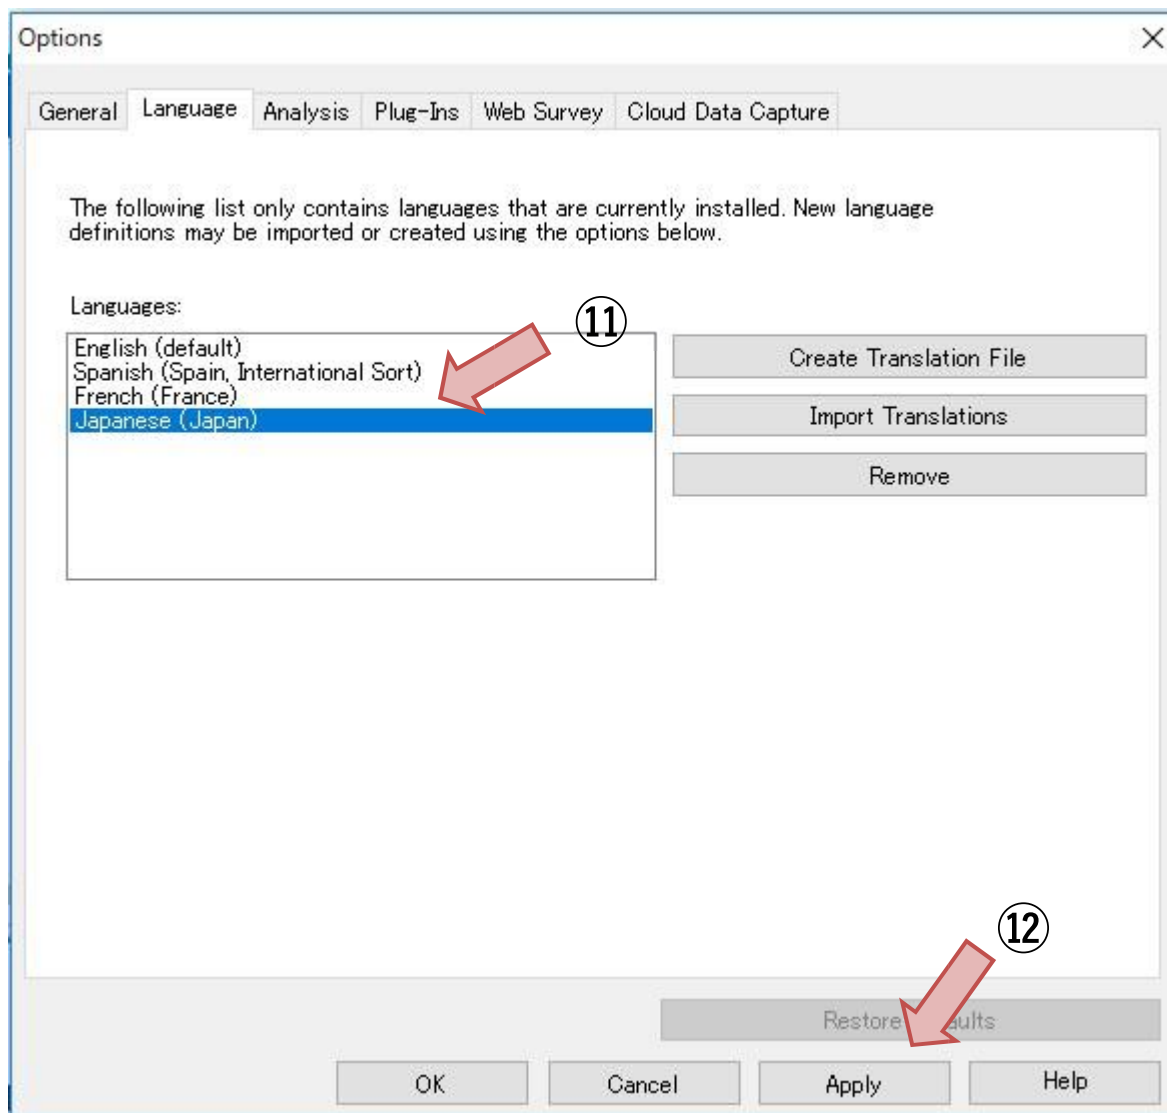 Options
General Language Analysis Plug-Ins Web Survey Cloud Data Capture
The following list only contains languages that are currently installed. New language
definitions may be imported or created using the options below.
Languages:
⑪
English (default)
Spanish (Spain, International Sort)
French (France)
Japanese (Japan)
Create Translation File
Import Translations
Remove
⑫
Restore aults
OK Cancel Apply Help